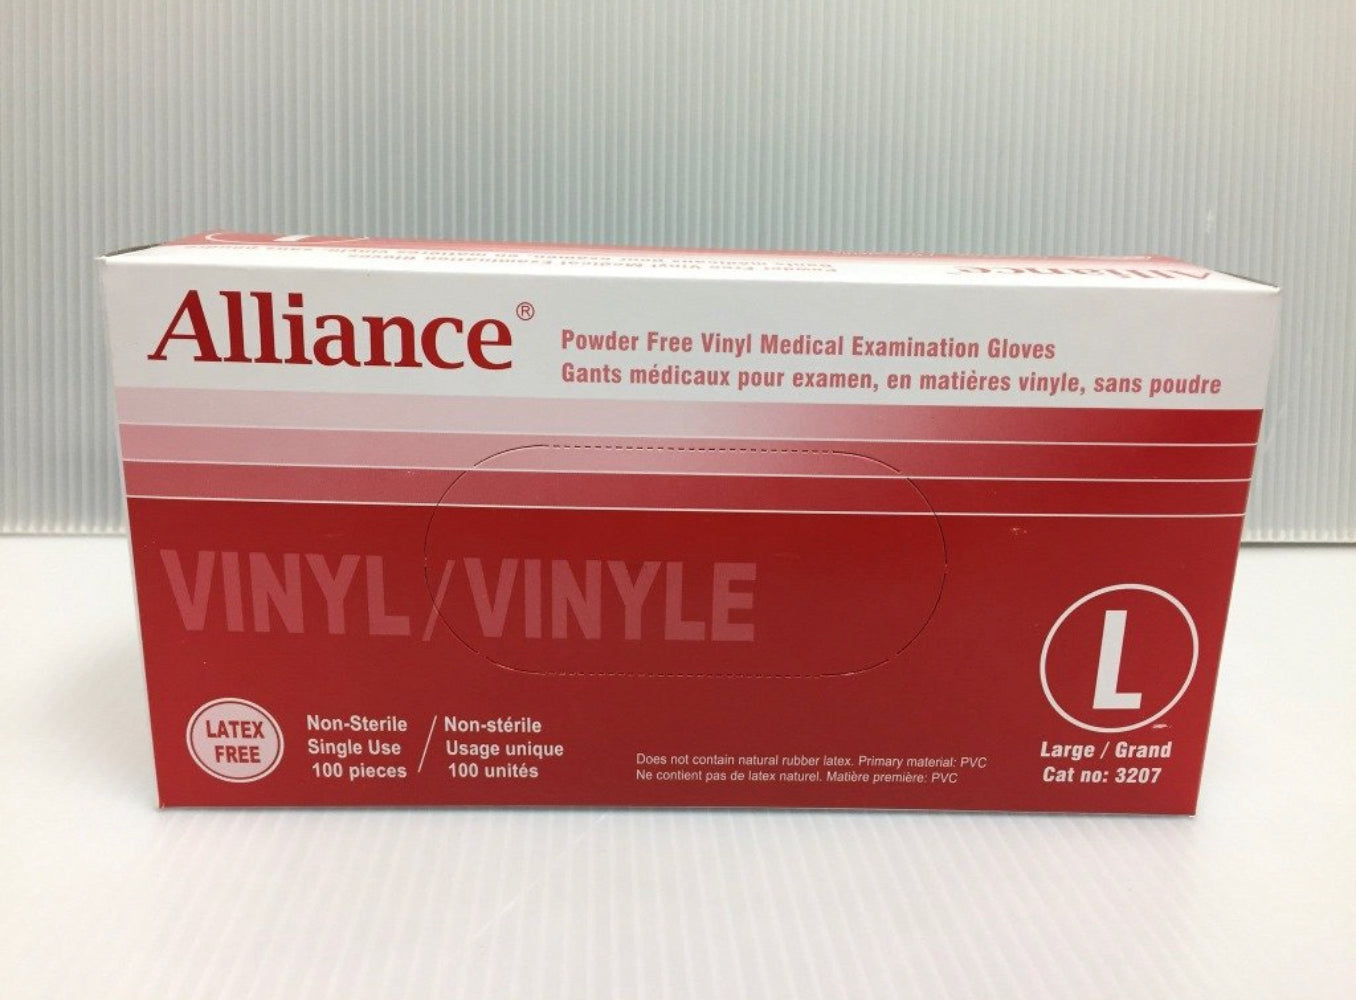 Alliance®
Powder Free Vinyl Medical Examination Gloves
Gants médicaux pour examen, en matières vinyle, sans poudre
VINYL/VINYLE
L
LATEX
FREE
Non-Sterile / Non-stérile
Single Use Usage unique
100 pieces 100 unités
Does not contain natural rubber latex. Primary material: PVC
Ne contient pas de latex naturel. Matière première: PVC
Large / Grand
Cat no: 3207